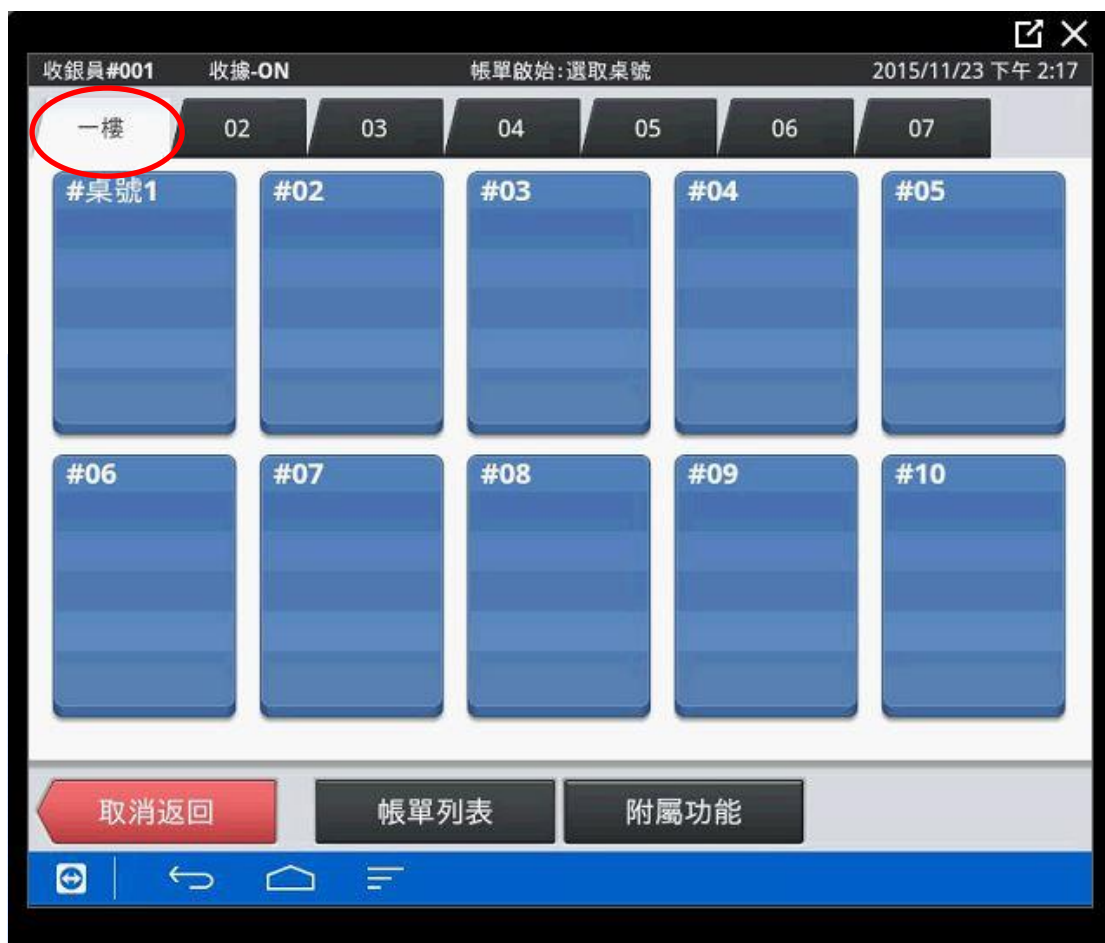 收銀員#001 收據-ON 帳單啟始:選取桌號 2015/11/23 下午 2:17
一樓 02 03 04 05 06 07
#桌號1 #02 #03 #04 #05
#06 #07 #08 #09 #10
取消返回 帳單列表 附屬功能